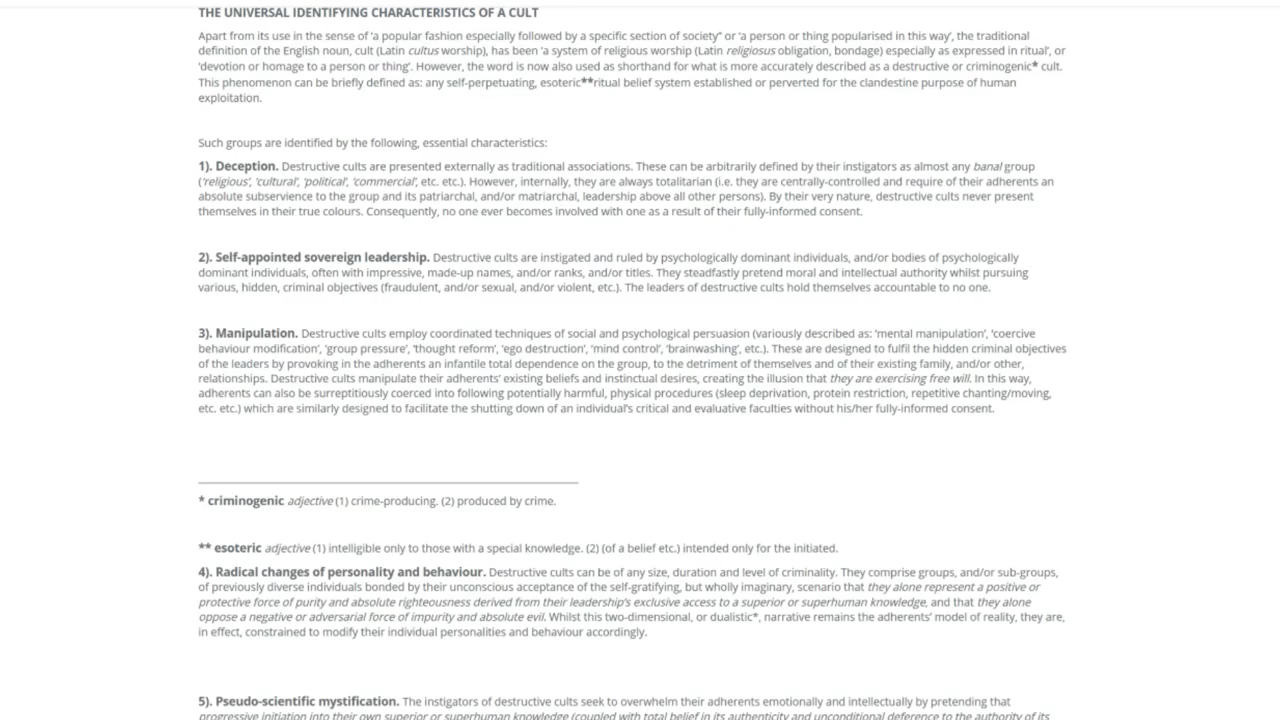 THE UNIVERSAL IDENTIFYING CHARACTERISTICS OF A CULT
Apart from its use in the sense of 'a popular fashion especially followed by a specific section of society" or 'a person or thing popularised in this way', the traditional
definition of the English noun, cult (Latin cultus worship), has been 'a system of religious worship (Latin religiosus obligation, bondage) especially as expressed in ritual', or
'devotion or homage to a person or thing'. However, the word is now also used as shorthand for what is more accurately described as a destructive or criminogenic* cult.
This phenomenon can be briefly defined as: any self-perpetuating, esoteric**ritual belief system established or perverted for the clandestine purpose of human
exploitation.
Such groups are identified by the following, essential characteristics:
1). Deception. Destructive cults are presented externally as traditional associations. These can be arbitrarily defined by their instigators as almost any banal group
('religious', 'cultural', 'political', 'commercial', etc. etc.). However, internally, they are always totalitarian (i.e. they are centrally-controlled and require of their adherents an
absolute subservience to the group and its patriarchal, and/or matriarchal, leadership above all other persons). By their very nature, destructive cults never present
themselves in their true colours. Consequently, no one ever becomes involved with one as a result of their fully-informed consent.
2). Self-appointed sovereign leadership. Destructive cults are instigated and ruled by psychologically dominant individuals, and/or bodies of psychologically
dominant individuals, often with impressive, made-up names, and/or ranks, and/or titles. They steadfastly pretend moral and intellectual authority whilst pursuing
various, hidden, criminal objectives (fraudulent, and/or sexual, and/or violent, etc.). The leaders of destructive cults hold themselves accountable to no one.
3). Manipulation. Destructive cults employ coordinated techniques of social and psychological persuasion (variously described as: 'mental manipulation', 'coercive
behaviour modification', 'group pressure', 'thought reform', 'ego destruction', 'mind control', 'brainwashing', etc.). These are designed to fulfil the hidden criminal objectives
of the leaders by provoking in the adherents an infantile total dependence on the group, to the detriment of themselves and of their existing family, and/or other,
relationships. Destructive cults manipulate their adherents' existing beliefs and instinctual desires, creating the illusion that they are exercising free will. In this way,
adherents can also be surreptitiously coerced into following potentially harmful, physical procedures (sleep deprivation, protein restriction, repetitive chanting/moving,
etc. etc.) which are similarly designed to facilitate the shutting down of an individual's critical and evaluative faculties without his/her fully-informed consent.
* criminogenic adjective (1) crime-producing. (2) produced by crime.
** esoteric adjective (1) intelligible only to those with a special knowledge. (2) (of a belief etc.) intended only for the initiated.
4). Radical changes of personality and behaviour. Destructive cults can be of any size, duration and level of criminality. They comprise groups, and/or sub-groups,
of previously diverse individuals bonded by their unconscious acceptance of the self-gratifying, but wholly imaginary, scenario that they alone represent a positive or
protective force of purity and absolute righteousness derived from their leadership's exclusive access to a superior or superhuman knowledge, and that they alone
oppose a negative or adversarial force of impurity and absolute evil. Whilst this two-dimensional, or dualistic*, narrative remains the adherents' model of reality, they are,
in effect, constrained to modify their individual personalities and behaviour accordingly.
5). Pseudo-scientific mystification. The instigators of destructive cults seek to overwhelm their adherents emotionally and intellectually by pretending that
progressive initiation into their own superior or superhuman knowledge (coupled with total belief in its authenticity and unconditional deference to the authority of its